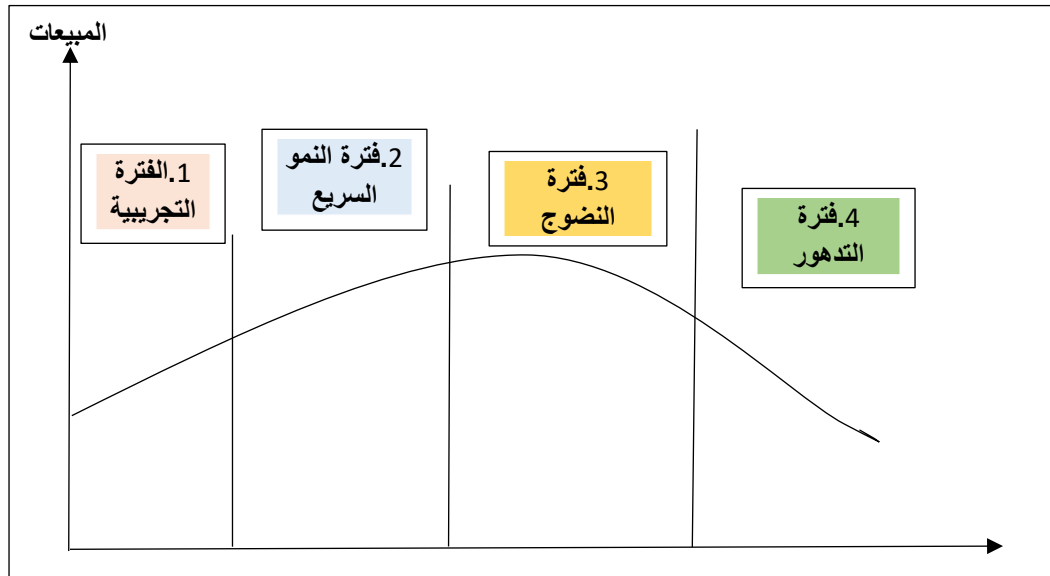 المبيعات
1.الفترة
التجريبية
2.فترة النمو
السريع
3.فترة
النضوج
4.فترة
التدهور